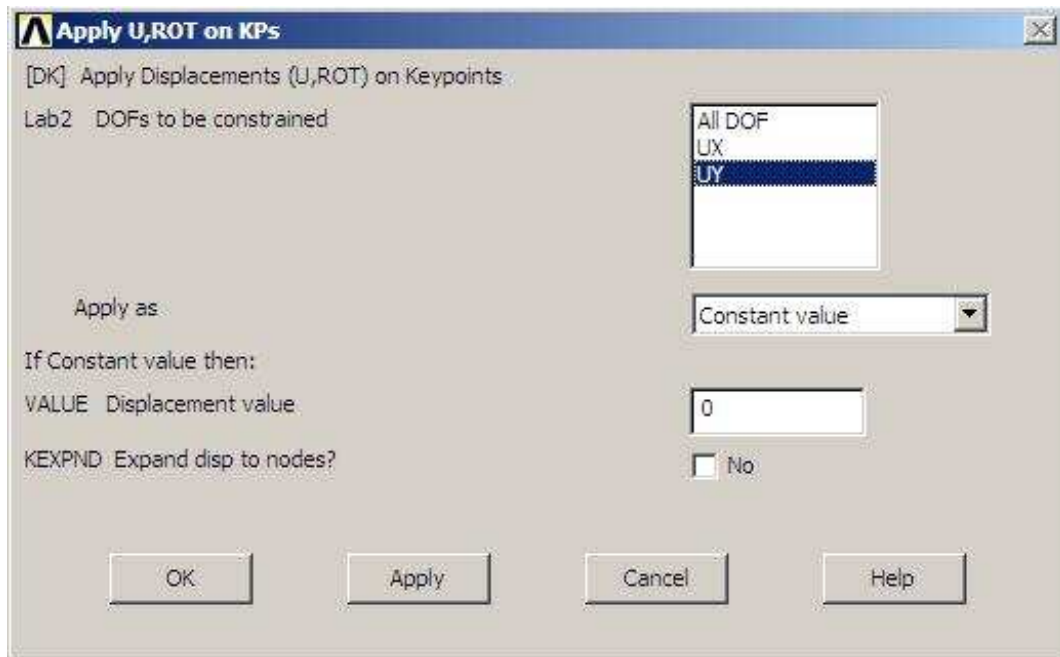 Apply U,ROT on KPs
[DK] Apply Displacements (U,ROT) on Keypoints
Lab2 DOFs to be constrained
All DOF
UX
UY
Apply as
Constant value
If Constant value then:
VALUE Displacement value
0
KEXPND Expand disp to nodes?
No
OK Apply Cancel Help